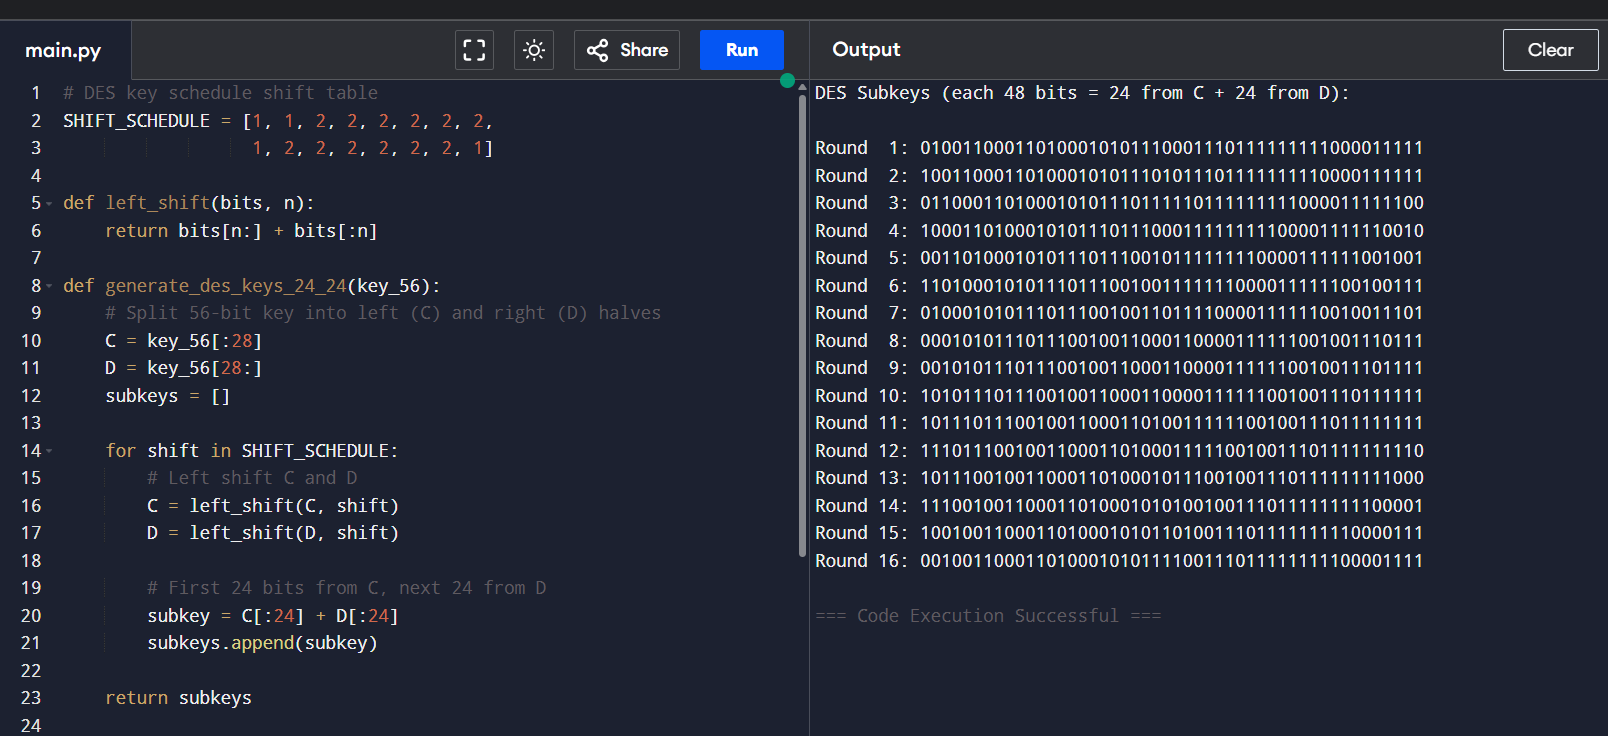 main.py
Share
Run
Output
Clear
1 # DES key schedule shift table
2 SHIFT_SCHEDULE = [1, 1, 2, 2, 2, 2, 2, 2,
3 1, 2, 2, 2, 2, 2, 2, 1]
4
5 def left_shift(bits, n):
6 return bits[n:] + bits[:n]
7
8 def generate_des_keys_24_24(key_56):
9 # Split 56-bit key into left (C) and right (D) halves
10 C = key_56[:28]
11 D = key_56[28:]
12 subkeys = []
13
14 for shift in SHIFT_SCHEDULE:
15 # Left shift C and D
16 C = left_shift(C, shift)
17 D = left_shift(D, shift)
18
19 # First 24 bits from C, next 24 from D
20 subkey = C[:24] + D[:24]
21 subkeys.append(subkey)
22
23 return subkeys
24
DES Subkeys (each 48 bits = 24 from C + 24 from D):
Round  1: 010011000110100010101110001110111111111000011111
Round  2: 100110001101000101011101011101111111110000111111
Round  3: 011000110100010101110111110111111111000011111100
Round  4: 100011010001010111011100011111111100001111110010
Round  5: 001101000101011101110010111111110000111111001001
Round  6: 110100010101110111001001111111000011111100100111
Round  7: 010001010111011100100110111100001111110010011101
Round  8: 000101011101110010011000110000111111001001110111
Round  9: 001010111011100100110001100001111110010011101111
Round 10: 101011101110010011000110000111111001001110111111
Round 11: 101110111001001100011010011111100100111011111111
Round 12: 111011100100110001101000111110010011101111111110
Round 13: 101110010011000110100010111001001110111111111000
Round 14: 111001001100011010001010100100111011111111100001
Round 15: 100100110001101000101011010011101111111110000111
Round 16: 001001100011010001010111100111011111111100001111
=== Code Execution Successful ===